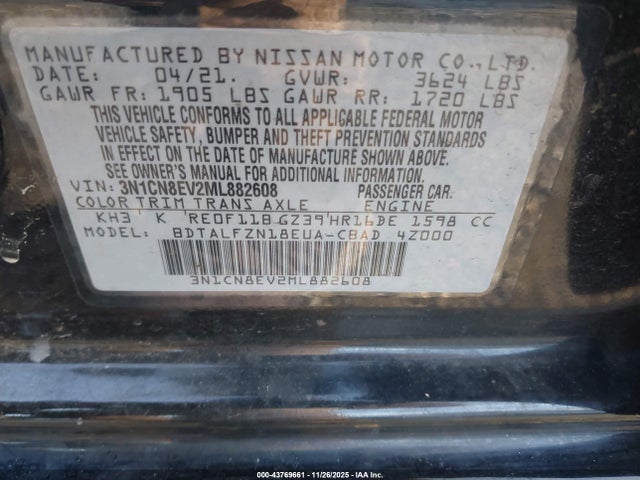 MANUFACTURED BY NISSAN MOTOR CO.,LTD.
DATE: 04/21. GVWR: 3624 LBS
GAWR FR: 1905 LBS GAWR RR: 1720 LBS
THIS VEHICLE CONFORMS TO ALL APPLICABLE FEDERAL MOTOR
VEHICLE SAFETY, BUMPER AND THEFT PREVENTION STANDARDS
IN EFFECT ON THE DATE OF MANUFACTURE SHOWN ABOVE.
SEE OWNER'S MANUAL FOR ADDITIONAL INFORMATION
VIN: 3N1CN8EV2ML882608 PASSENGER CAR.
COLOR TRIM TRANS AXLE ENGINE
KH3 K RE0F11B GZ39 HR16DE 1598 CC
MODEL: BDTALFZN18EUA-CBAD 4Z000
3N1CN8EV2ML882608
000-43769661 - 11/26/2025 - IAA Inc.